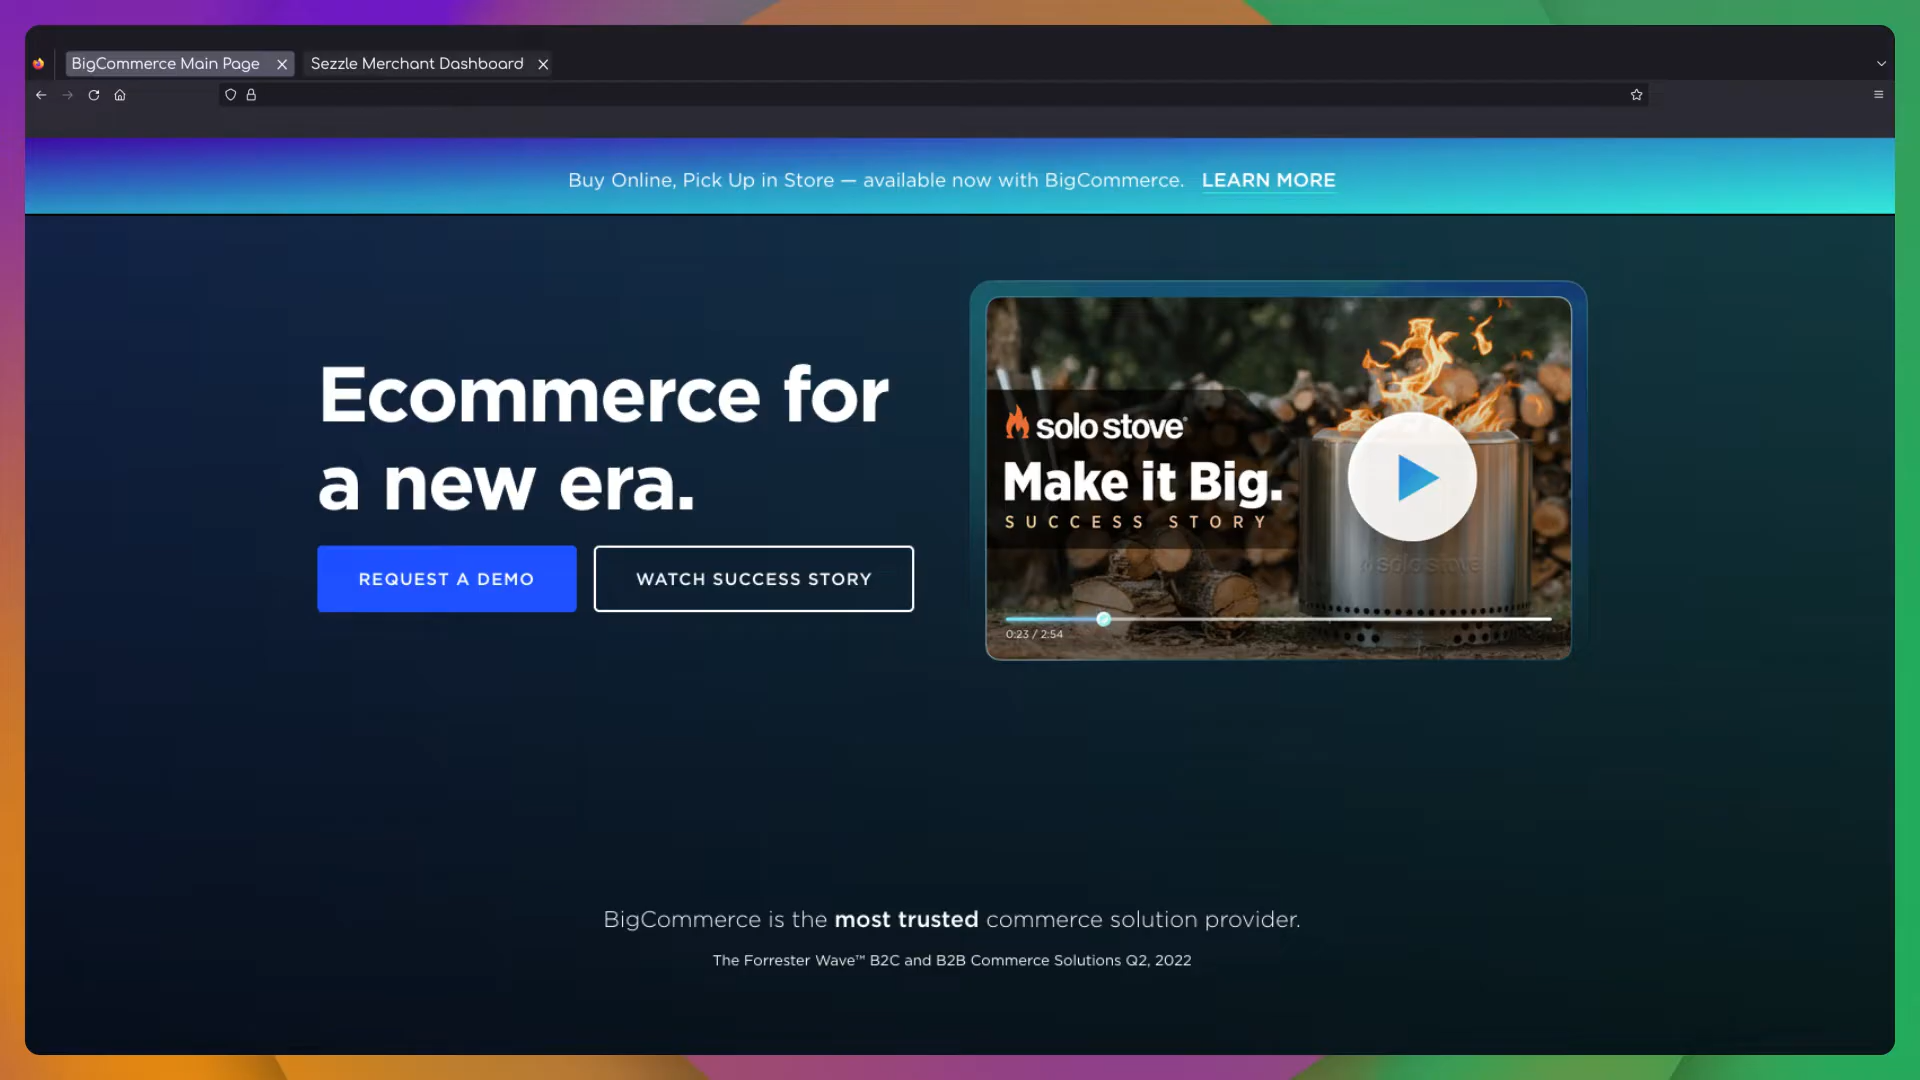 BigCommerce Main Page
Sezzle Merchant Dashboard
Buy Online, Pick Up in Store — available now with BigCommerce. LEARN MORE
Ecommerce for
a new era.
REQUEST A DEMO
WATCH SUCCESS STORY
solo stove
Make it Big.
SUCCESS STORY
solo stove
0:23 / 2:54
BigCommerce is the most trusted commerce solution provider.
The Forrester Wave™ B2C and B2B Commerce Solutions Q2, 2022